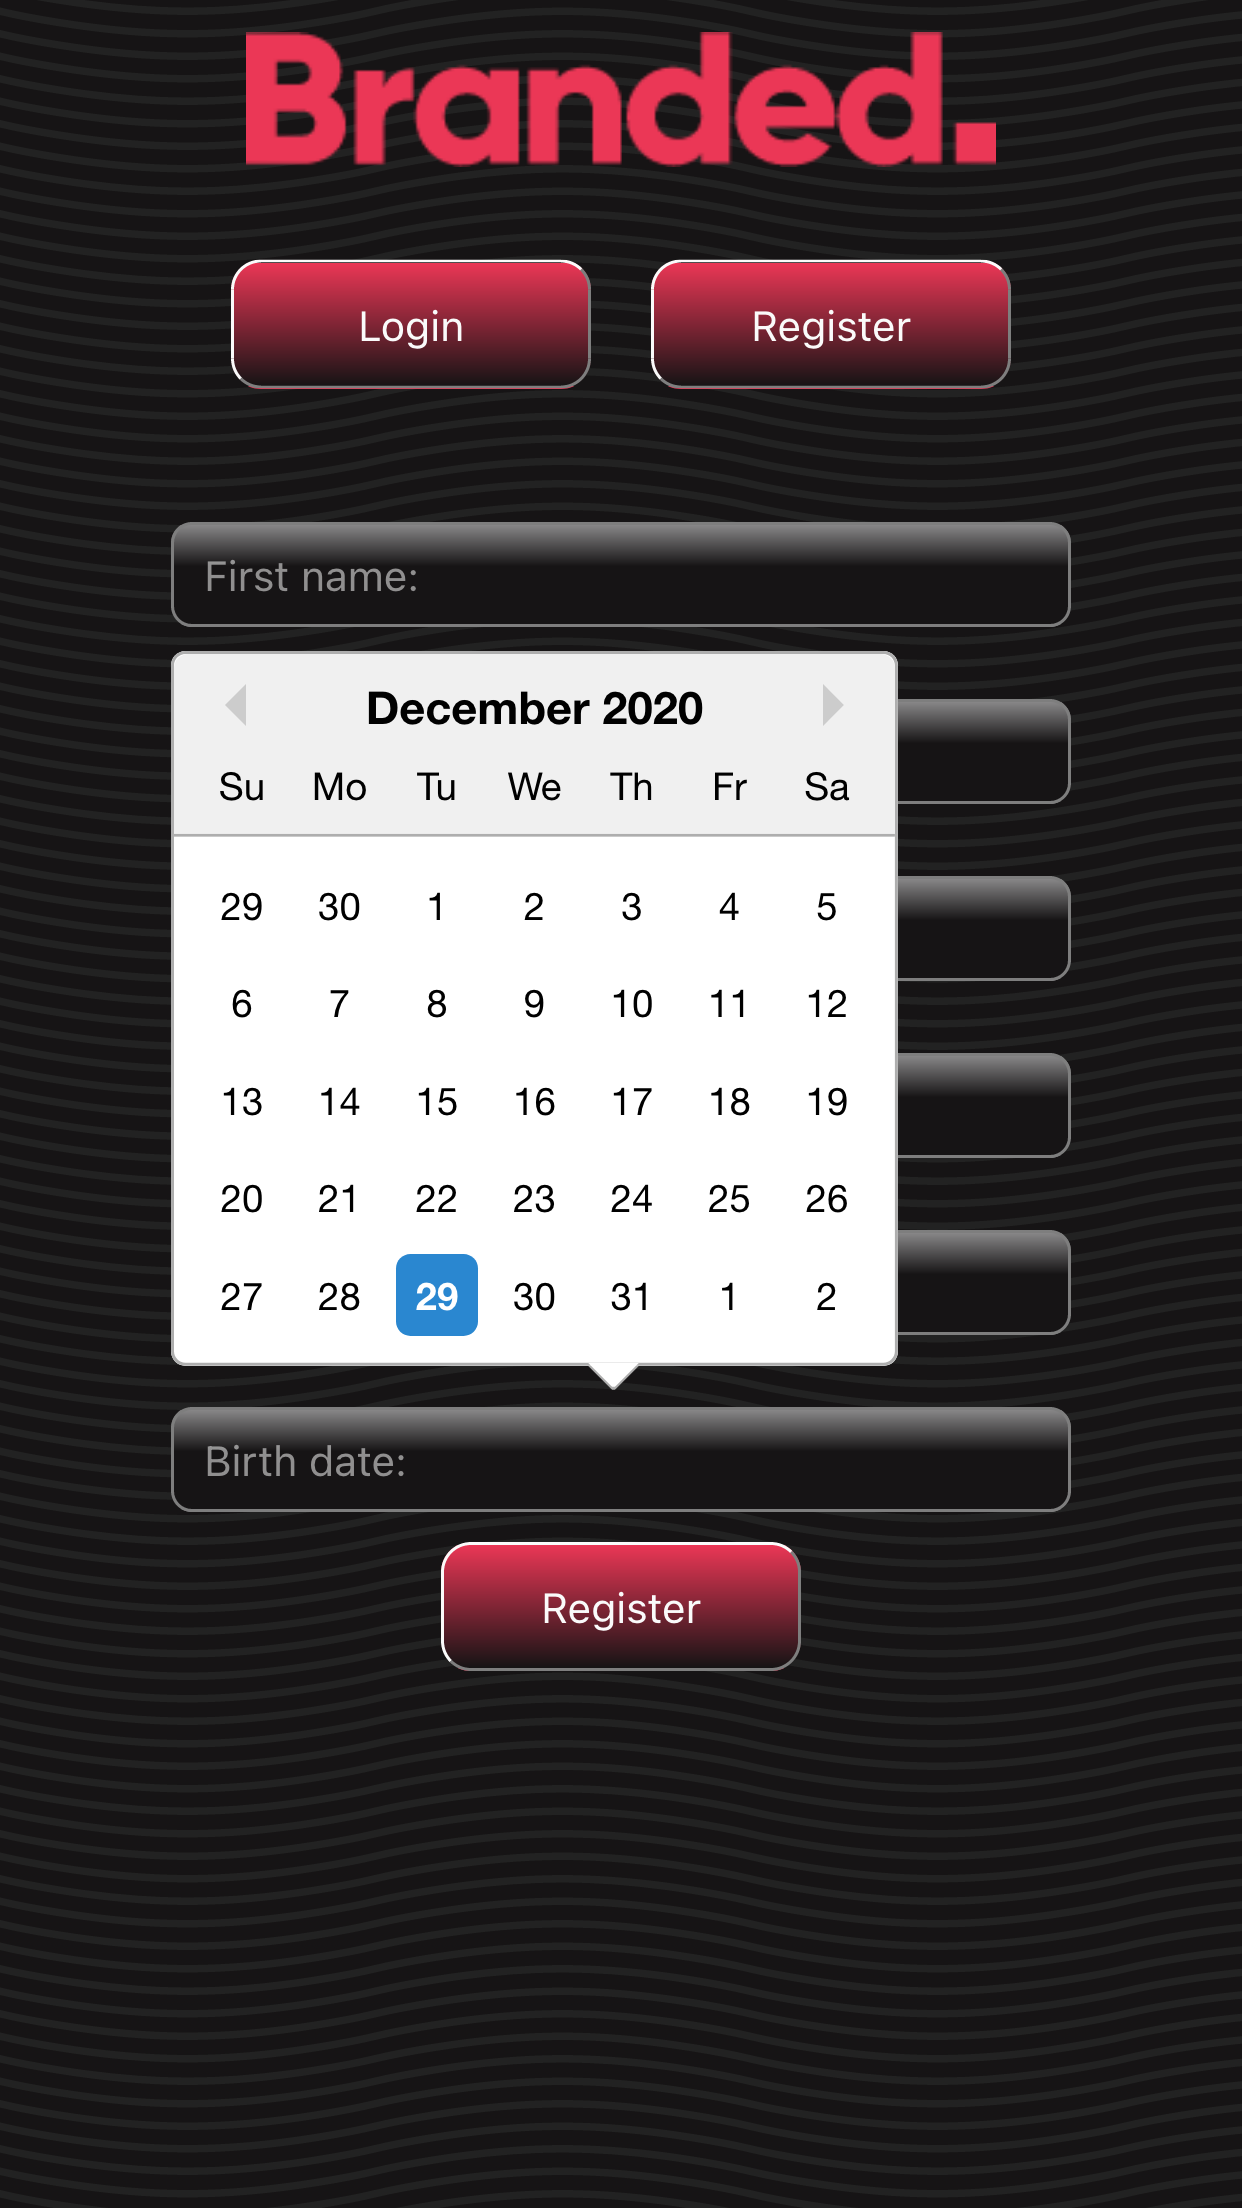 Branded.
Login Register
First name:
December 2020
Su Mo Tu We Th Fr Sa
29 30 1 2 3 4 5
6 7 8 9 10 11 12
13 14 15 16 17 18 19
20 21 22 23 24 25 26
27 28 29 30 31 1 2
Birth date:
Register